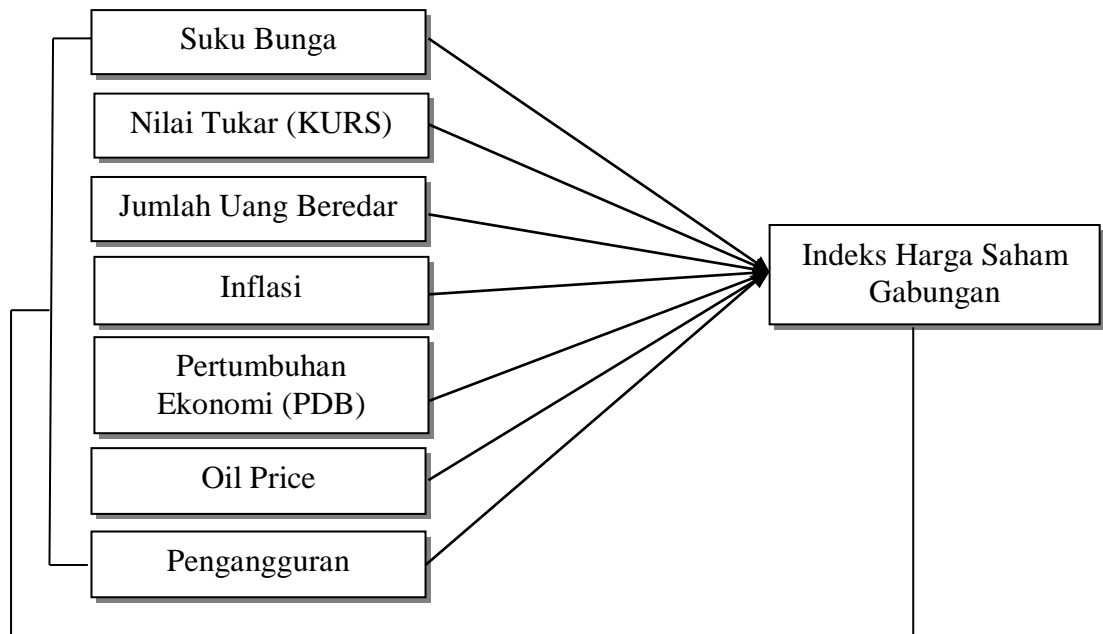 Suku Bunga
Nilai Tukar (KURS)
Jumlah Uang Beredar
Inflasi
Pertumbuhan
Ekonomi (PDB)
Oil Price
Pengangguran
Indeks Harga Saham
Gabungan